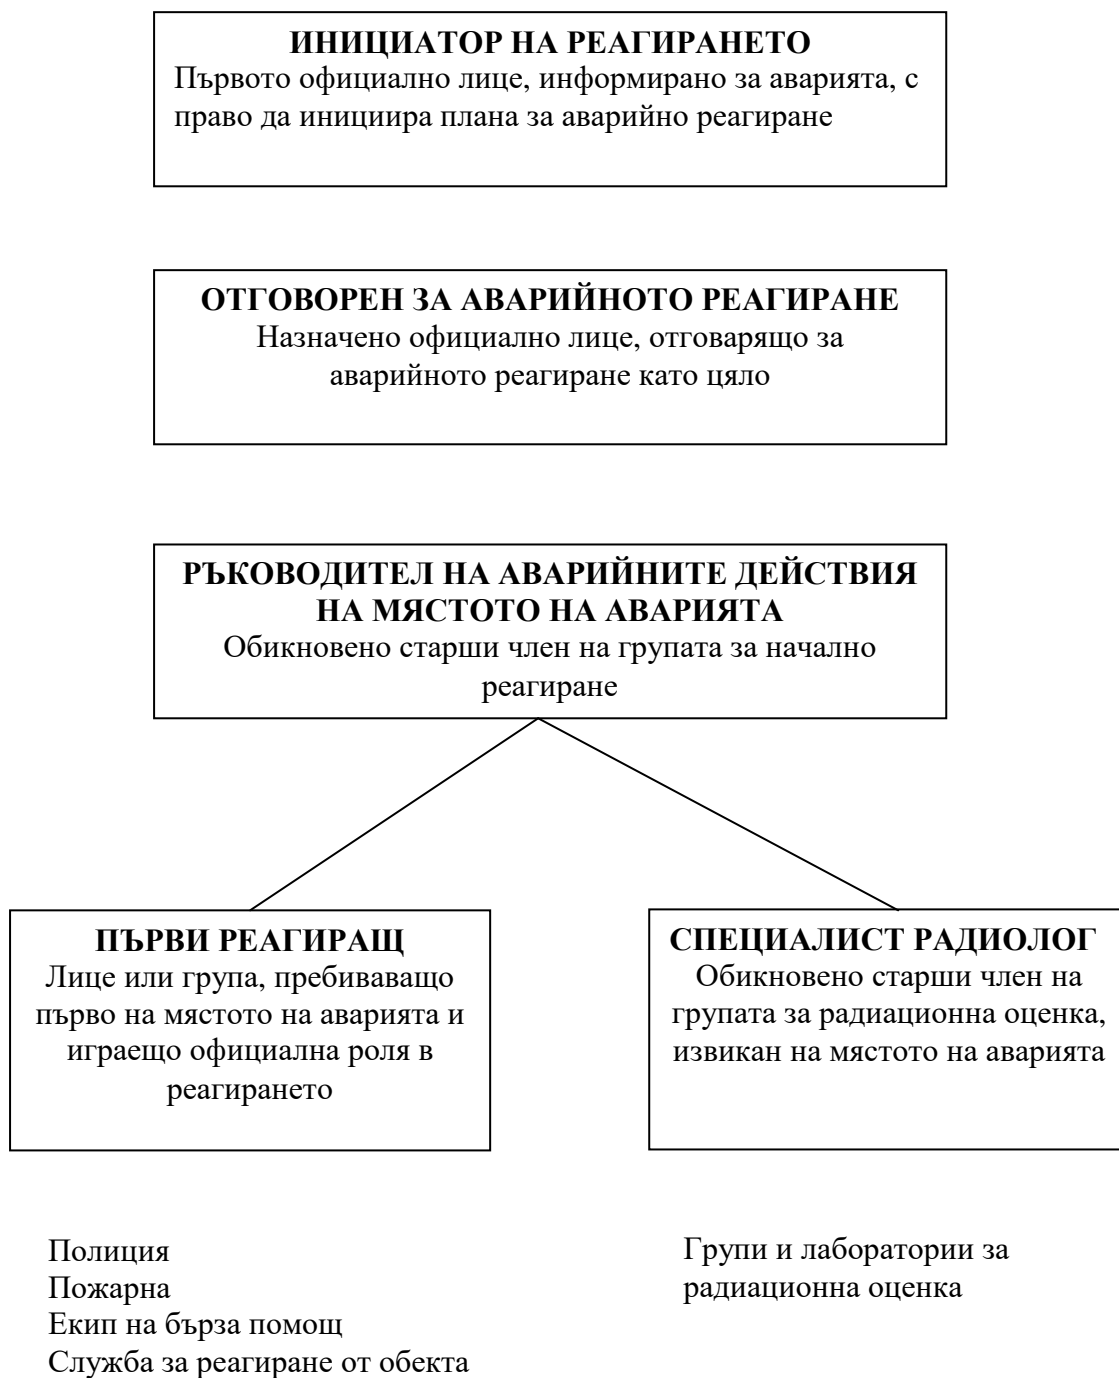 ИНИЦИАТОР НА РЕАГИРАНЕТО
Първото официално лице, информирано за аварията, с
право да инициира плана за аварийно реагиране
ОТГОВОРЕН ЗА АВАРИЙНОТО РЕАГИРАНЕ
Назначено официално лице, отговарящо за
аварийното реагиране като цяло
РЪКОВОДИТЕЛ НА АВАРИЙНИТЕ ДЕЙСТВИЯ
НА МЯСТОТО НА АВАРИЯТА
Обикновено старши член на групата за начално
реагиране
ПЪРВИ РЕАГИРАЩ
Лице или група, пребиваващо
първо на мястото на аварията и
играещо официална роля в
реагирането
СПЕЦИАЛИСТ РАДИОЛОГ
Обикновено старши член на
групата за радиационна оценка,
извикан на мястото на аварията
Полиция
Пожарна
Екип на бърза помощ
Служба за реагиране от обекта
Групи и лаборатории за
радиационна оценка